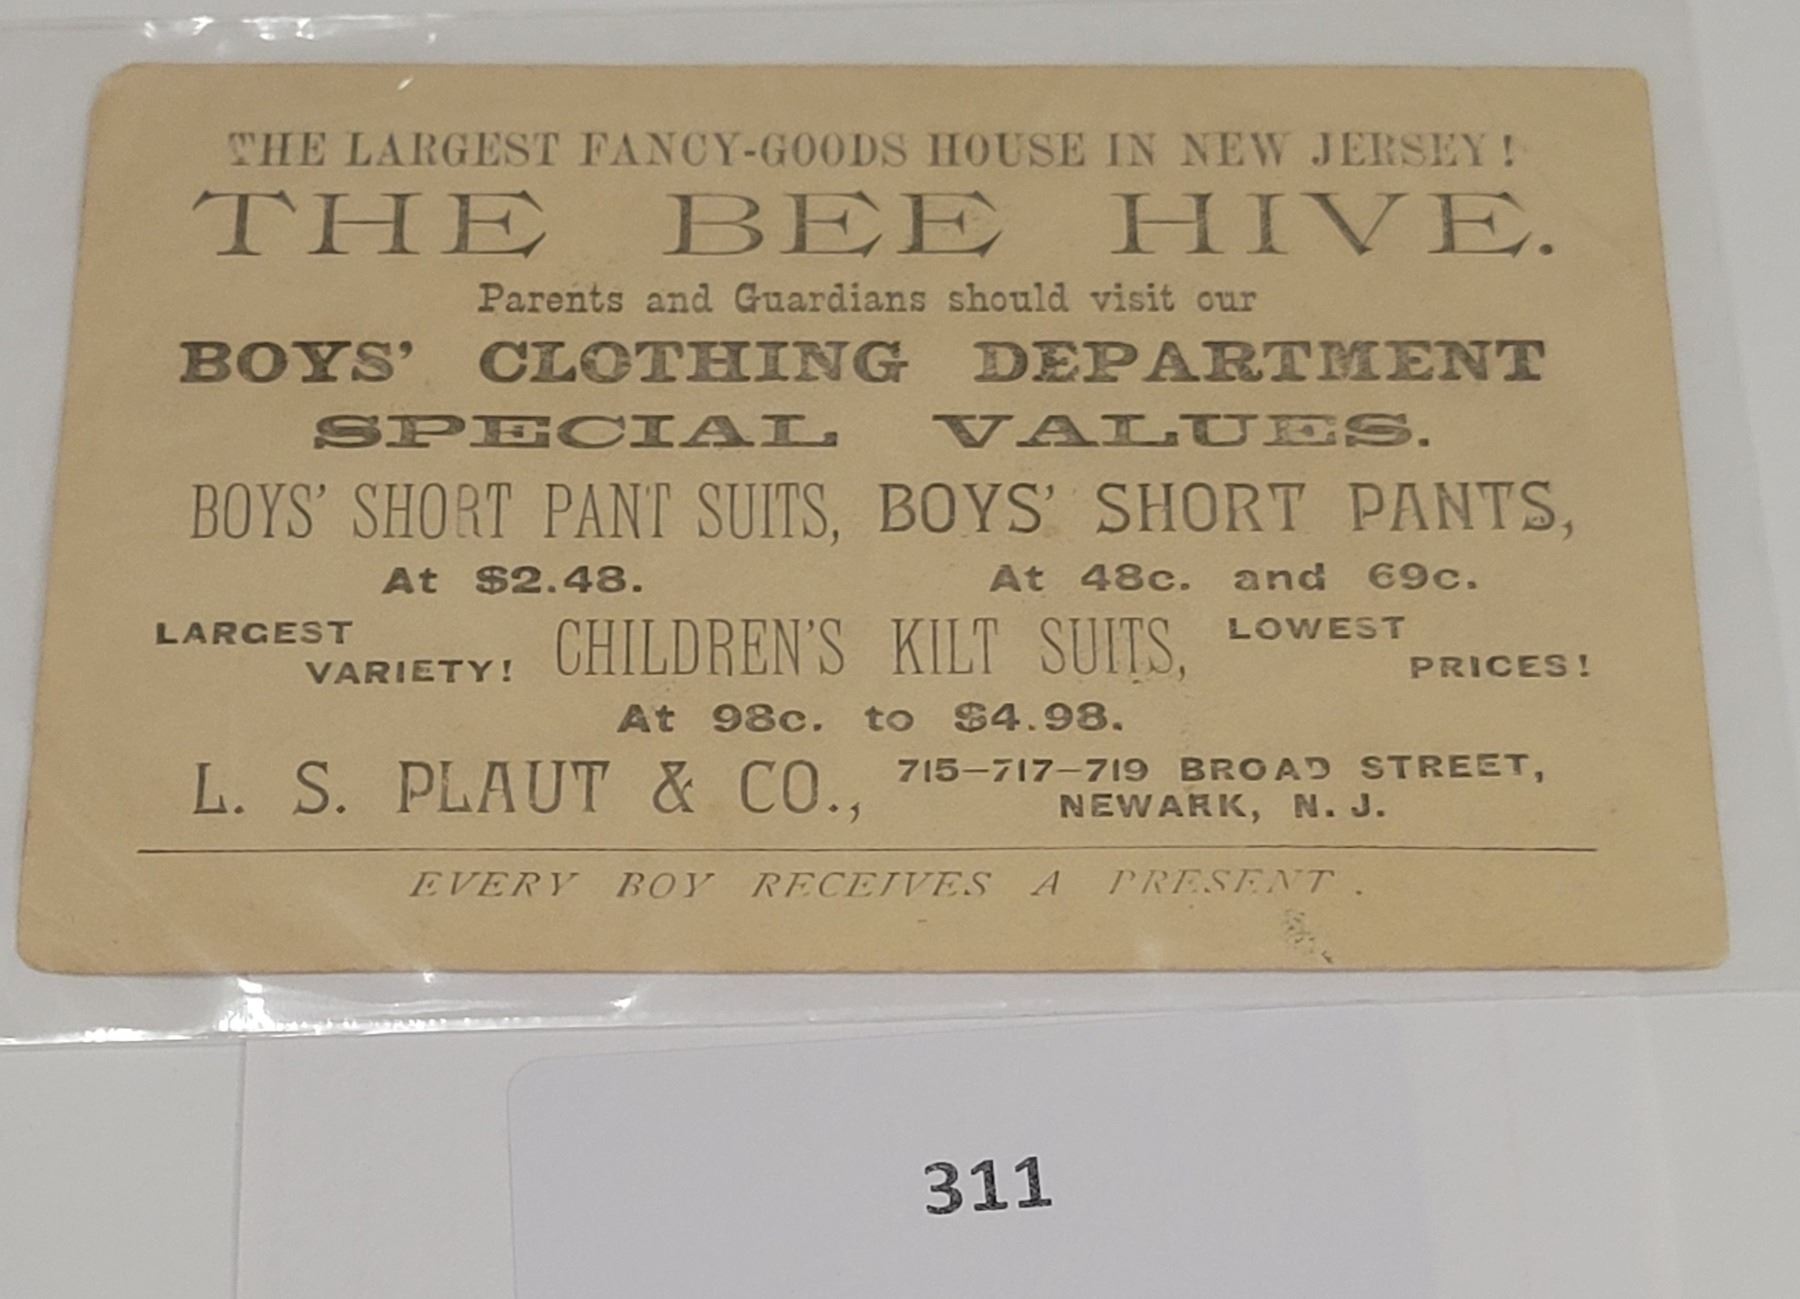 THE LARGEST FANCY-GOODS HOUSE IN NEW JERSEY!
THE BEE HIVE.
Parents and Guardians should visit our
BOYS' CLOTHING DEPARTMENT
SPECIAL VALUES.
BOYS' SHORT PANT SUITS, BOYS' SHORT PANTS,
At $2.48. At 48c. and 69c.
LARGEST
VARIETY!
CHILDREN'S KILT SUITS,
LOWEST
PRICES!
At 98c. to $4.98.
L. S. PLAUT & CO.,
715-717-719 BROAD STREET,
NEWARK, N. J.
EVERY BOY RECEIVES A PRESENT.
311